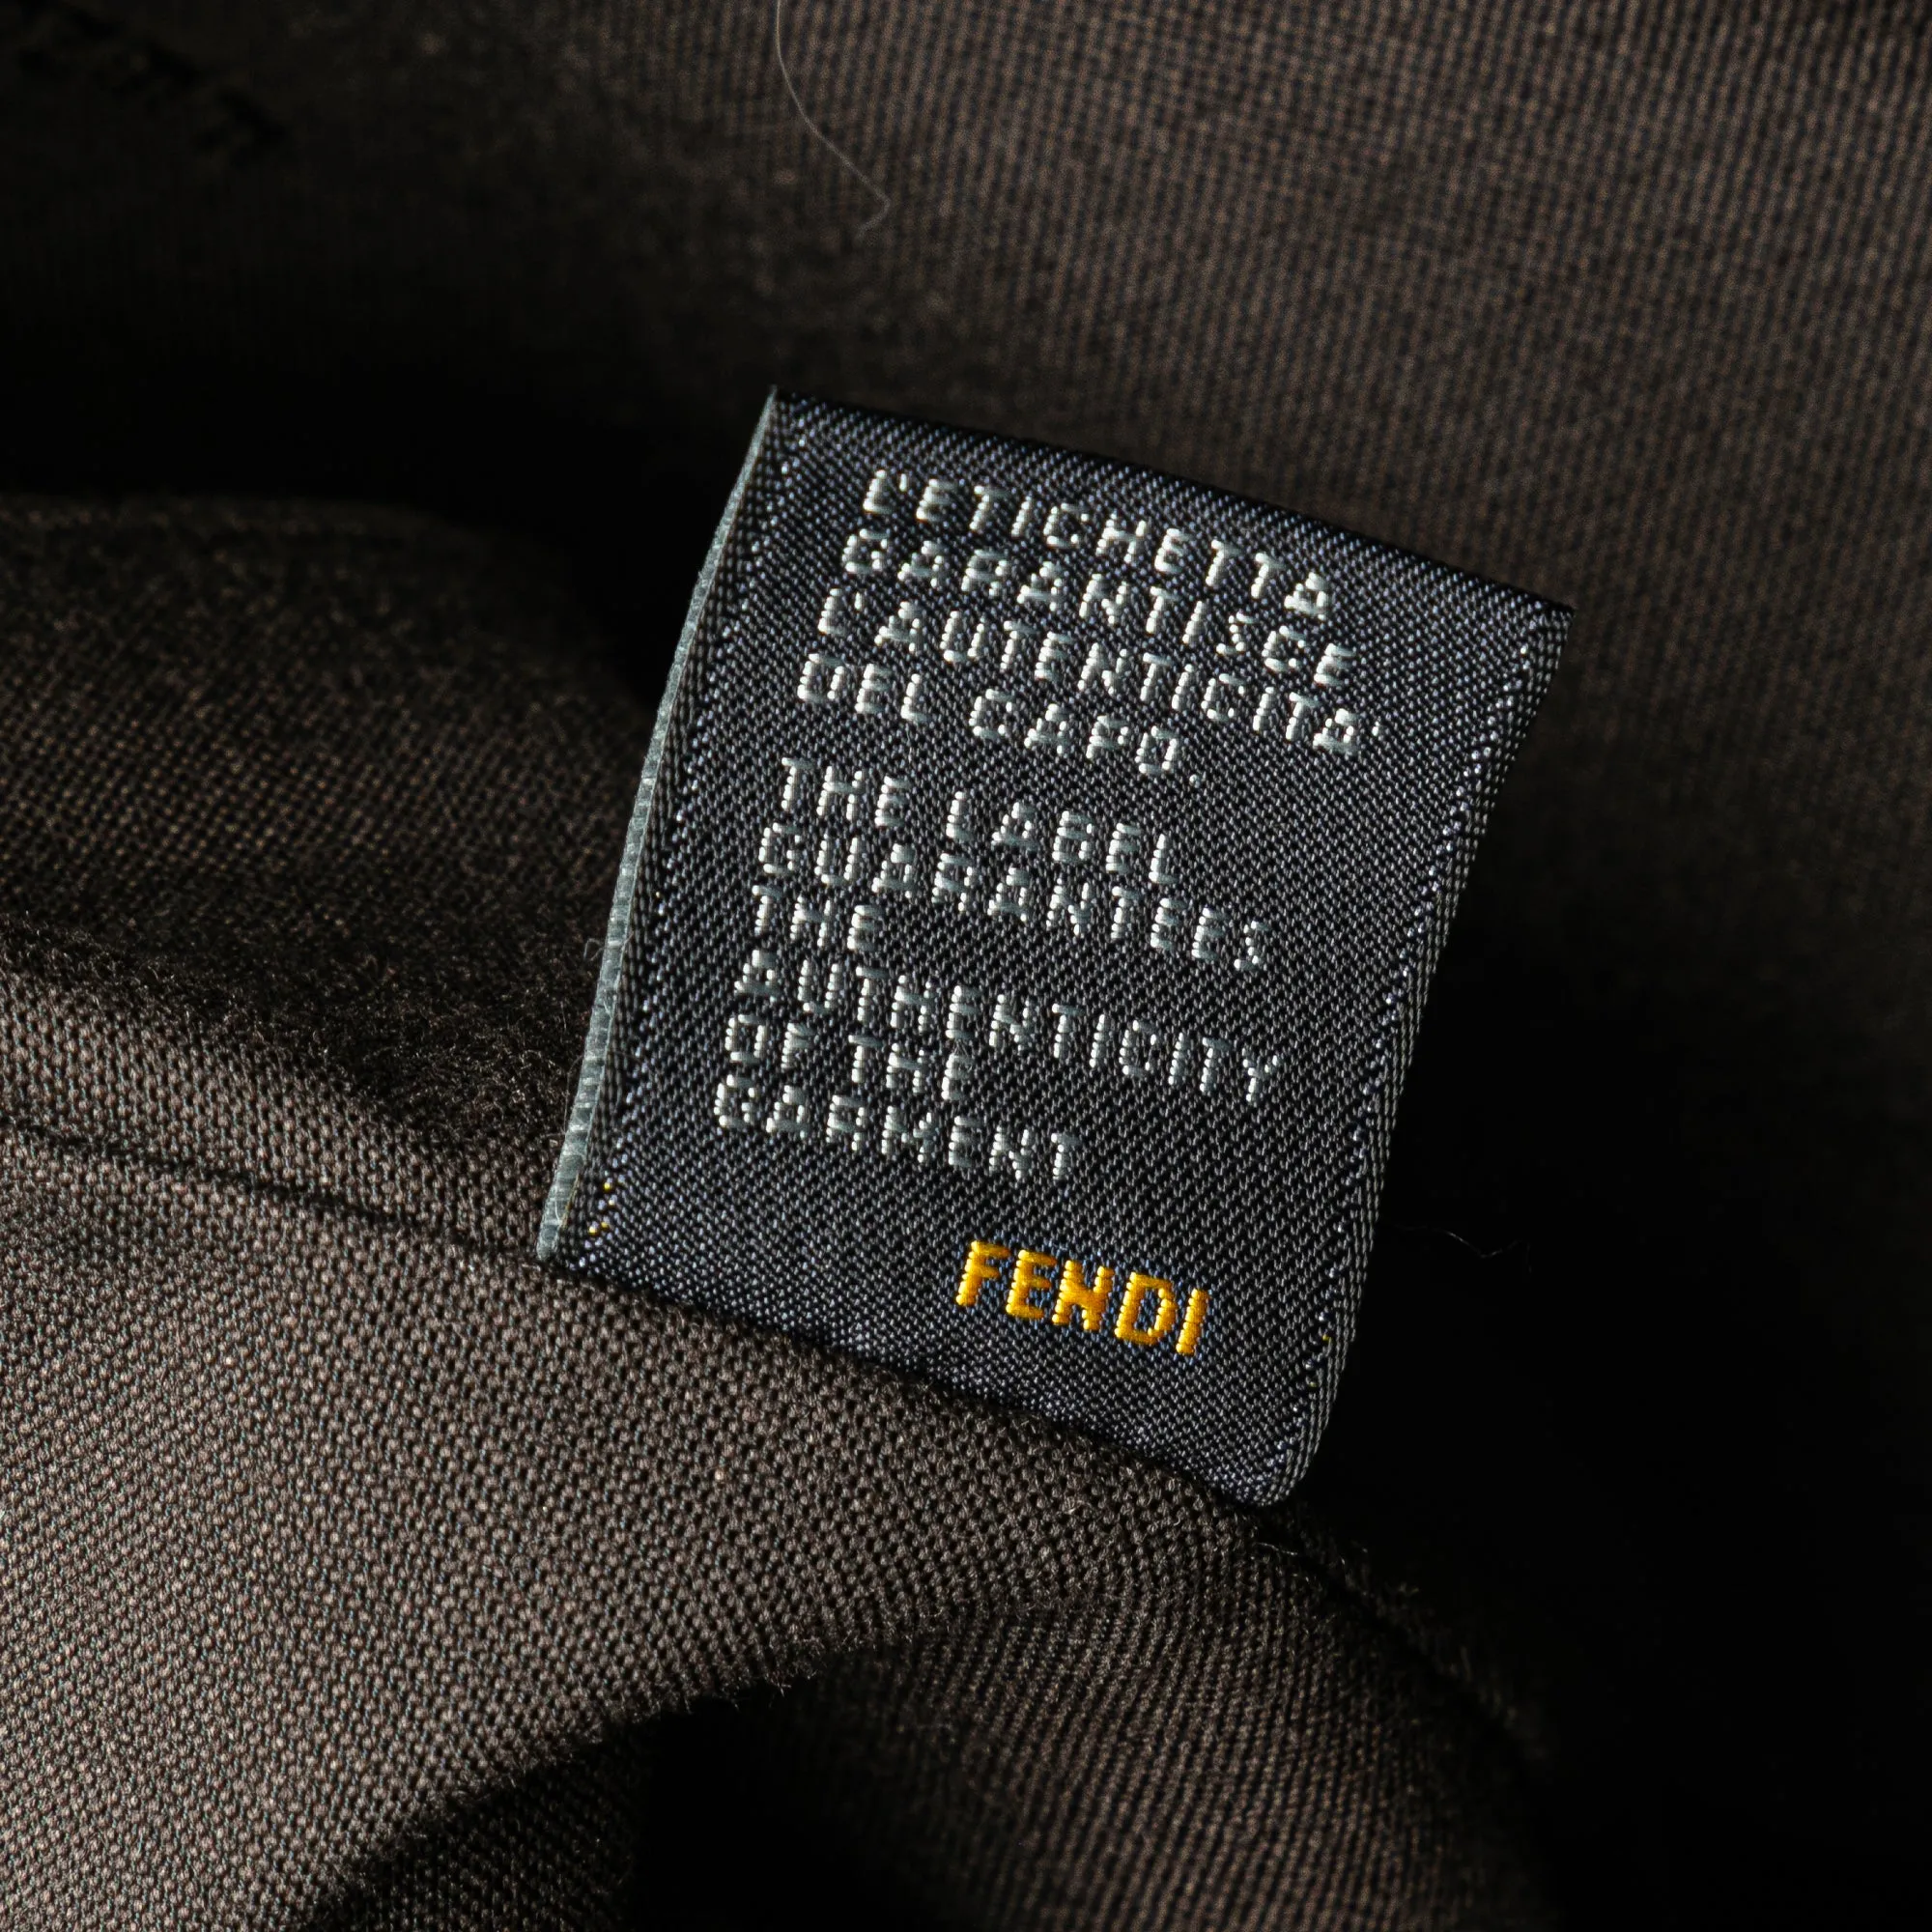 L'ETICHETTA
GARANTISCE
L'AUTENTICITA'
DEL CAPO.
THE LABEL
GUARANTEES
THE
AUTHENTICITY
OF THE
GARMENT
FENDI